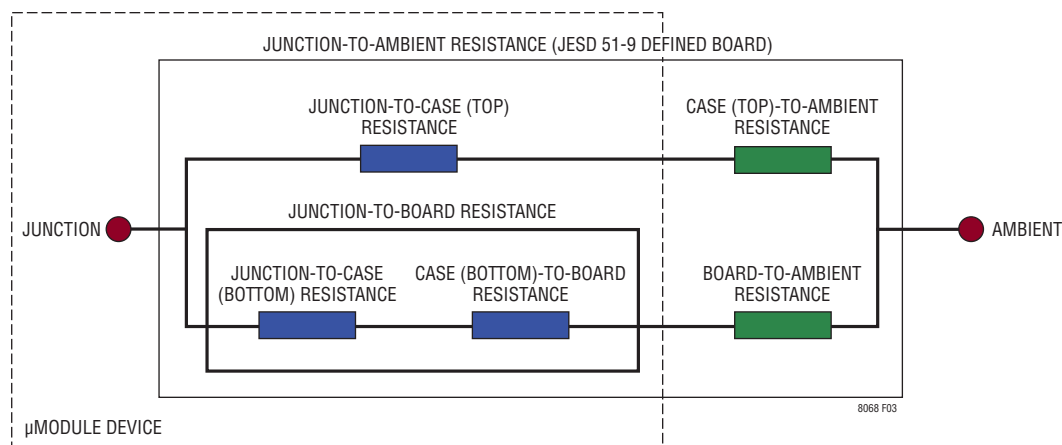 JUNCTION-TO-AMBIENT RESISTANCE (JESD 51-9 DEFINED BOARD)
JUNCTION-TO-CASE (TOP)
RESISTANCE
CASE (TOP)-TO-AMBIENT
RESISTANCE
JUNCTION-TO-BOARD RESISTANCE
JUNCTION
AMBIENT
JUNCTION-TO-CASE
(BOTTOM) RESISTANCE
CASE (BOTTOM)-TO-BOARD
RESISTANCE
BOARD-TO-AMBIENT
RESISTANCE
8068 F03
µMODULE DEVICE